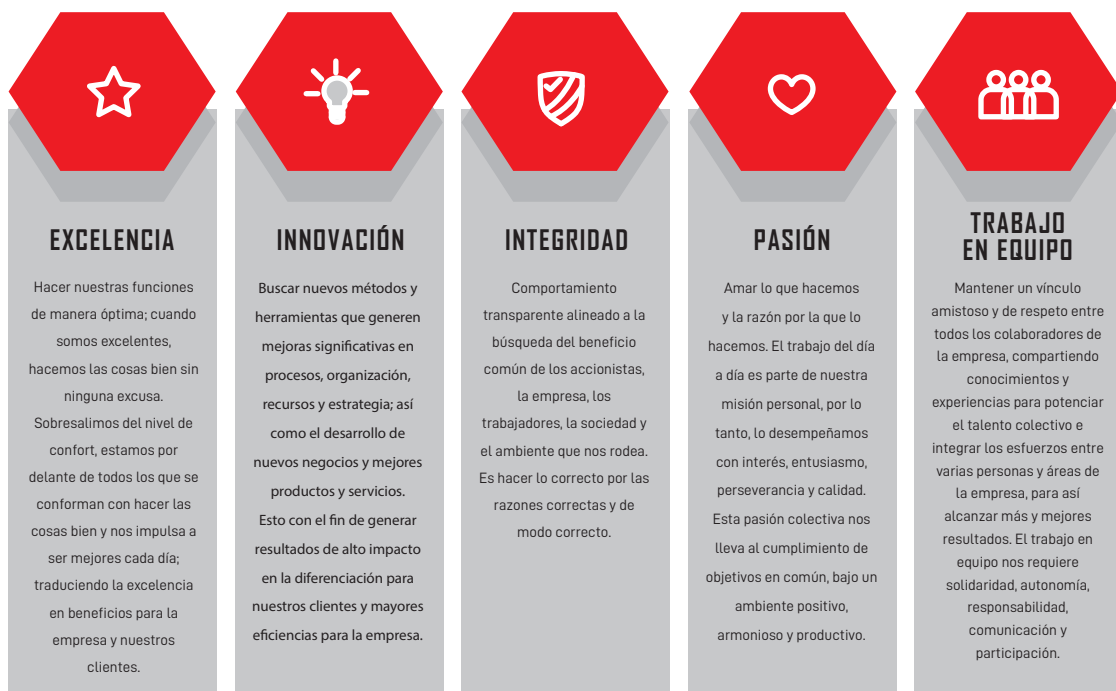 EXCELENCIA
Hacer nuestras funciones
de manera óptima; cuando
somos excelentes,
hacemos las cosas bien sin
ninguna excusa.
Sobresalimos del nivel de
confort, estamos por
delante de todos los que se
conforman con hacer las
cosas bien y nos impulsa a
ser mejores cada día;
traduciendo la excelencia
en beneficios para la
empresa y nuestros
clientes.
INNOVACIÓN
Buscar nuevos métodos y
herramientas que generen
mejoras significativas en
procesos, organización,
recursos y estrategia; así
como el desarrollo de
nuevos negocios y mejores
productos y servicios.
Esto con el fin de generar
resultados de alto impacto
en la diferenciación para
nuestros clientes y mayores
eficiencias para la empresa.
INTEGRIDAD
Comportamiento
transparente alineado a la
búsqueda del beneficio
común de los accionistas,
la empresa, los
trabajadores, la sociedad y
el ambiente que nos rodea.
Es hacer lo correcto por las
razones correctas y de
modo correcto.
PASIÓN
Amar lo que hacemos
y la razón por la que lo
hacemos. El trabajo del día
a día es parte de nuestra
misión personal, por lo
tanto, lo desempeñamos
con interés, entusiasmo,
perseverancia y calidad.
Esta pasión colectiva nos
lleva al cumplimiento de
objetivos en común, bajo un
ambiente positivo,
armonioso y productivo.
TRABAJO
EN EQUIPO
Mantener un vínculo
amistoso y de respeto entre
todos los colaboradores de
la empresa, compartiendo
conocimientos y
experiencias para potenciar
el talento colectivo e
integrar los esfuerzos entre
varias personas y áreas de
la empresa, para así
alcanzar más y mejores
resultados. El trabajo en
equipo nos requiere
solidaridad, autonomía,
responsabilidad,
comunicación y
participación.